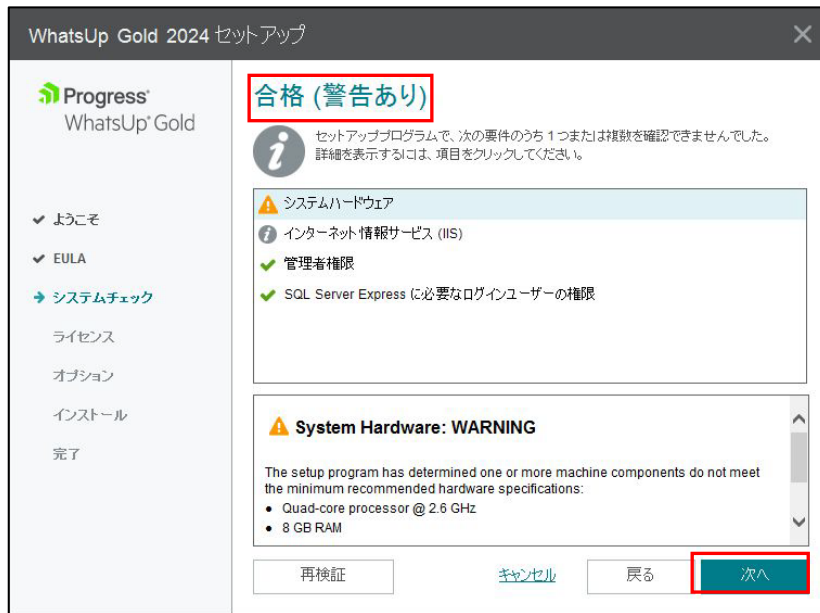 WhatsUp Gold 2024 セットアップ
Progress®
WhatsUp® Gold
ようこそ
EULA
システムチェック
ライセンス
オプション
インストール
完了
合格 (警告あり)
セットアッププログラムで、次の要件のうち 1 つまたは複数を確認できませんでした。
詳細を表示するには、項目をクリックしてください。
システムハードウェア
インターネット情報サービス (IIS)
管理者権限
SQL Server Express に必要なログインユーザーの権限
System Hardware: WARNING
The setup program has determined one or more machine components do not meet
the minimum recommended hardware specifications:
• Quad-core processor @ 2.6 GHz
• 8 GB RAM
再検証
キャンセル
戻る
次へ